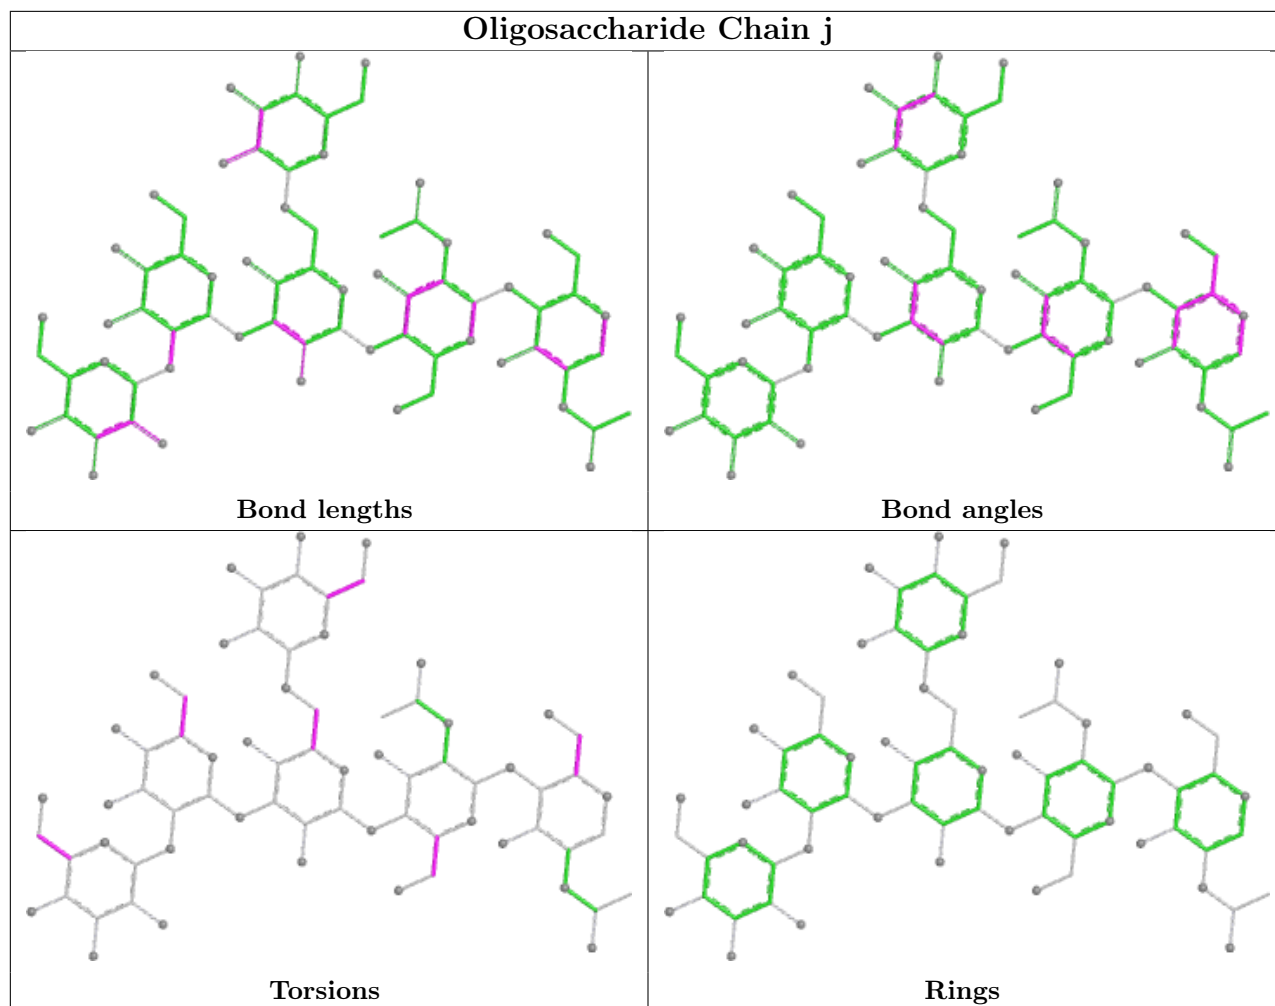 Oligosaccharide Chain j
Bond lengths
Bond angles
Torsions
Rings